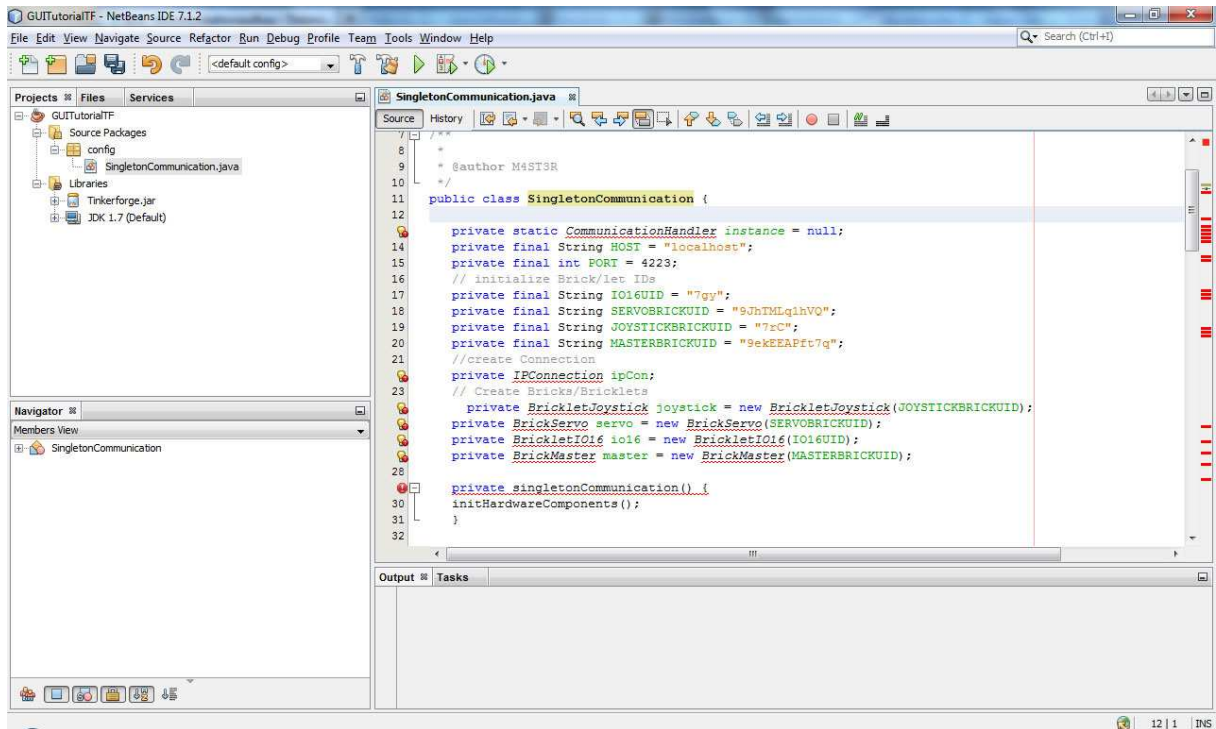 GUITutorialTF - NetBeans IDE 7.1.2
File Edit View Navigate Source Refactor Run Debug Profile Team Tools Window Help
Search (Ctrl+I)
<default config>
Projects Files Services
GUITutorialTF
Source Packages
config
SingletonCommunication.java
Libraries
Tinkerforge.jar
JDK 1.7 (Default)
Navigator
Members View
SingletonCommunication
SingletonCommunication.java
Source History
7 /**
8 *
9 * @author M4ST3R
10 */
11 public class SingletonCommunication {
12
private static CommunicationHandler instance = null;
14 private final String HOST = "localhost";
15 private final int PORT = 4223;
16 // initialize Brick/let IDs
17 private final String IO16UID = "7gy";
18 private final String SERVOBRICKUID = "9JhTMLq1hVQ";
19 private final String JOYSTICKBRICKUID = "7rC";
20 private final String MASTERBRICKUID = "9ekEEAPft7q";
21 //create Connection
private IPConnection ipCon;
23 // Create Bricks/Bricklets
private BrickletJoystick joystick = new BrickletJoystick(JOYSTICKBRICKUID);
private BrickServo servo = new BrickServo(SERVOBRICKUID);
private BrickletIO16 io16 = new BrickletIO16(IO16UID);
private BrickMaster master = new BrickMaster(MASTERBRICKUID);
28
private singletonCommunication() {
30 initHardwareComponents();
31 }
32
Output Tasks
12 | 1 INS